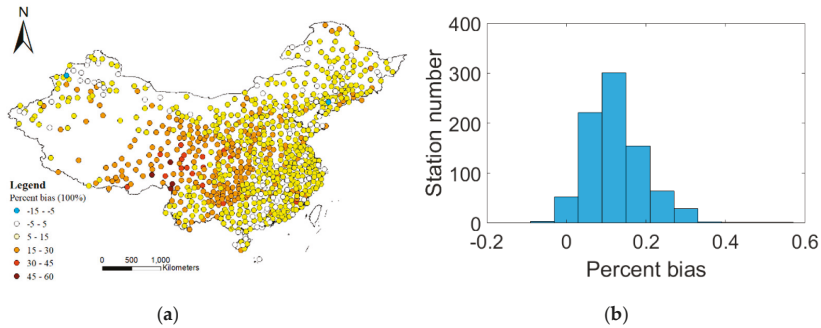 N
Legend
Percent bias (100%)
-15 - -5
-5 - 5
5 - 15
15 - 30
30 - 45
45 - 60
0 500 1,000
Kilometers
(a)
Station number
400
300
200
100
0
-0.2 0 0.2 0.4 0.6
Percent bias
(b)